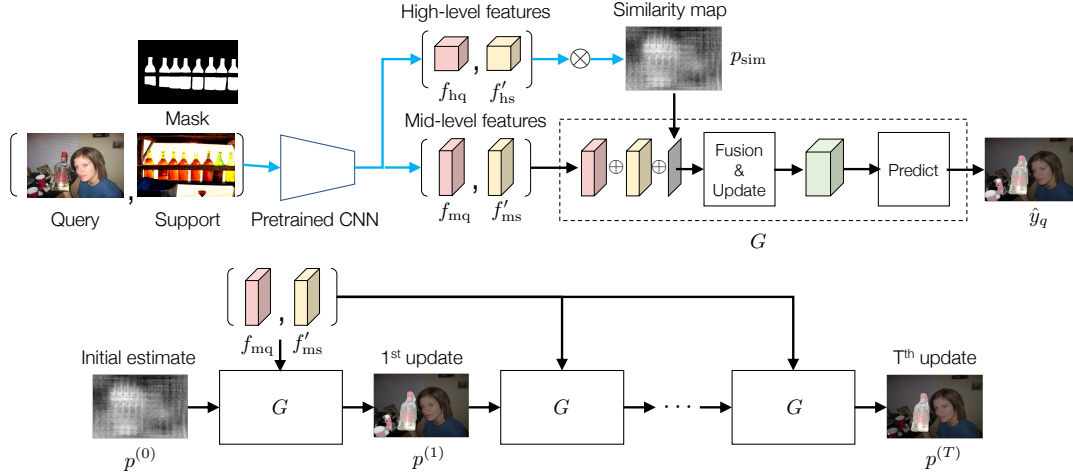 High-level features
Similarity map
( , )
f_hq f′_hs
⊗
p_sim
Mask
Mid-level features
( , )
⊕ ⊕
Fusion
&
Update
Predict
Query
Support
Pretrained CNN
f_mq f′_ms
G
ŷ_q
( , )
f_mq f′_ms
Initial estimate
1st update
Tth update
G
G
· · ·
G
p^(0)
p^(1)
p^(T)